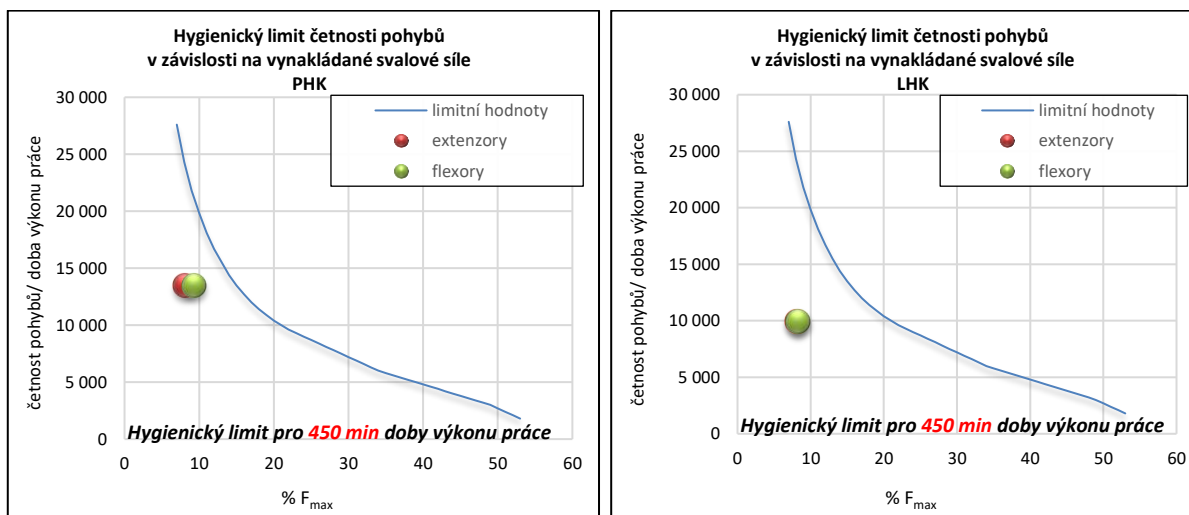 Hygienický limit četnosti pohybů
v závislosti na vynakládané svalové síle
PHK
četnost pohybů/ doba výkonu práce
30 000
25 000
20 000
15 000
10 000
5 000
0
limitní hodnoty
extenzory
flexory
Hygienický limit pro 450 min doby výkonu práce
0 10 20 30 40 50 60
% Fmax
Hygienický limit četnosti pohybů
v závislosti na vynakládané svalové síle
LHK
četnost pohybů/ doba výkonu práce
30 000
25 000
20 000
15 000
10 000
5 000
0
limitní hodnoty
extenzory
flexory
Hygienický limit pro 450 min doby výkonu práce
0 10 20 30 40 50 60
% Fmax